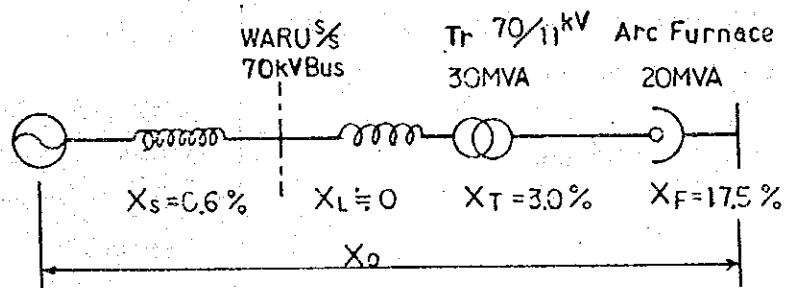 WARU S/S
70kV Bus
Tr 70/11kV
30MVA
Arc Furnace
20MVA
Xs=0.6%
XL≒0
XT=3.0%
XF=17.5%
Xo